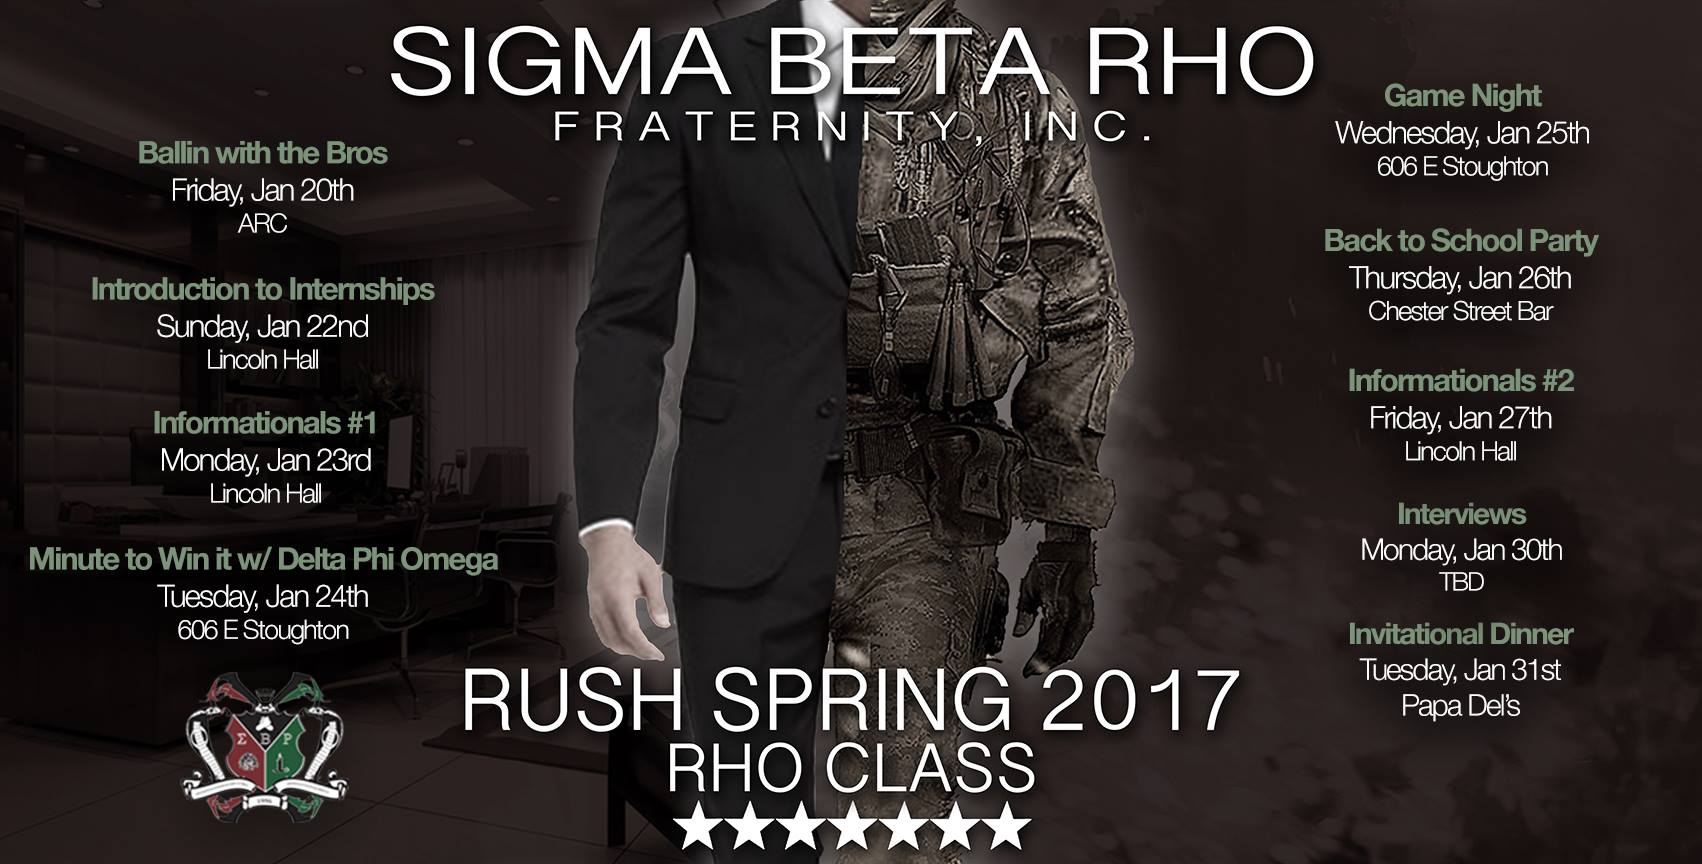 SIGMA BETA RHO
FRATERNITY, INC.
Ballin with the Bros
Friday, Jan 20th
ARC
Introduction to Internships
Sunday, Jan 22nd
Lincoln Hall
Informationals #1
Monday, Jan 23rd
Lincoln Hall
Minute to Win it w/ Delta Phi Omega
Tuesday, Jan 24th
606 E Stoughton
Game Night
Wednesday, Jan 25th
606 E Stoughton
Back to School Party
Thursday, Jan 26th
Chester Street Bar
Informationals #2
Friday, Jan 27th
Lincoln Hall
Interviews
Monday, Jan 30th
TBD
Invitational Dinner
Tuesday, Jan 31st
Papa Del's
Σ B P
1996
RUSH SPRING 2017
RHO CLASS